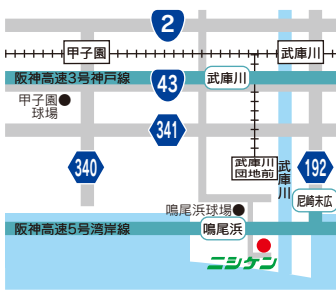 2
甲子園
武庫川
阪神高速3号神戸線
43
武庫川
甲子園
球場
341
340
武庫川
団地前
武庫川
192
尼崎末広
鳴尾浜球場
鳴尾浜
阪神高速5号湾岸線
ニシケン